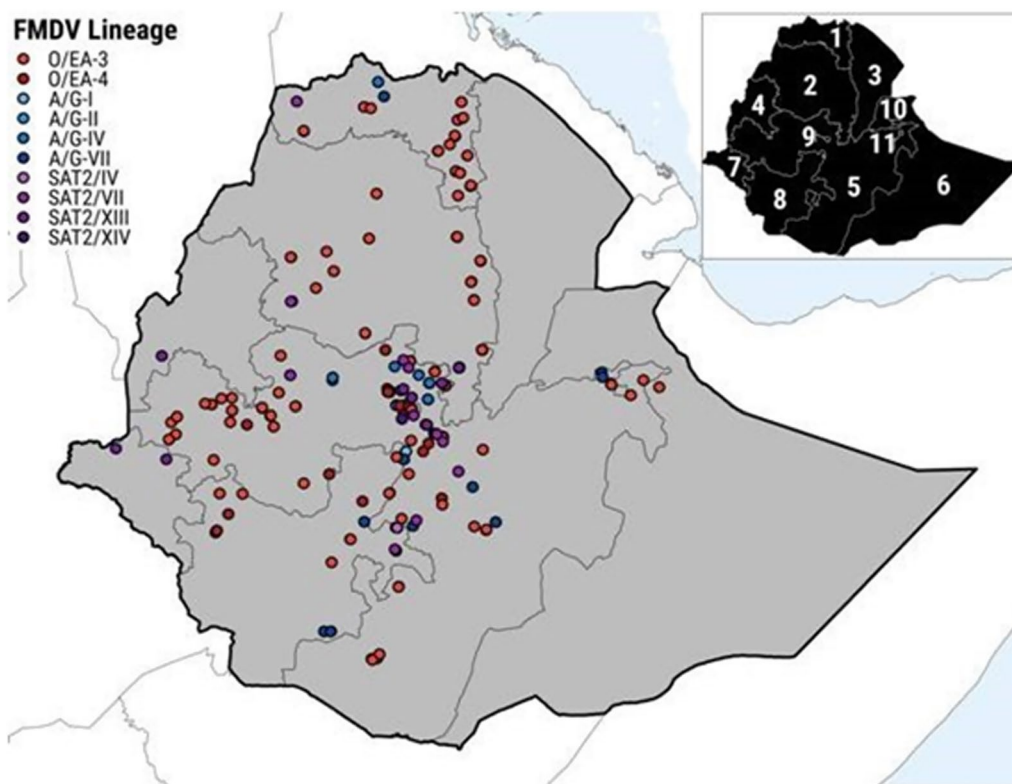 FMDV Lineage
O/EA-3
O/EA-4
A/G-I
A/G-II
A/G-IV
A/G-VII
SAT2/IV
SAT2/VII
SAT2/XIII
SAT2/XIV
1
2
3
4
10
9
11
7
8
5
6